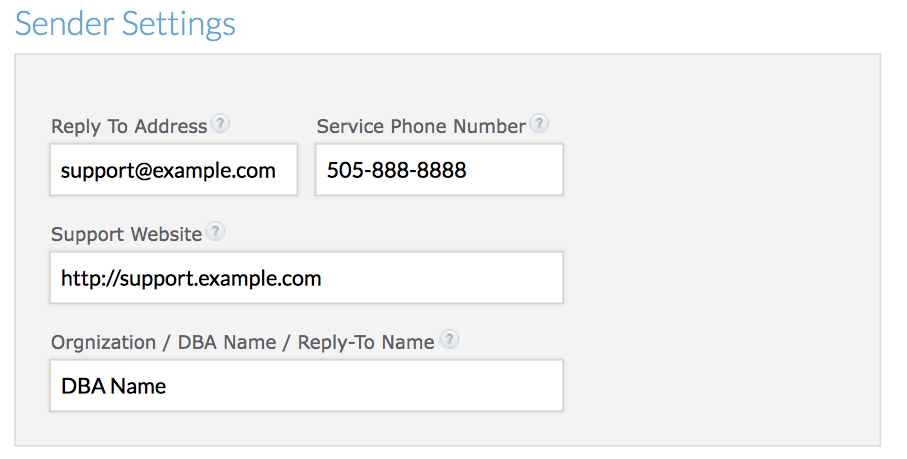 Sender Settings
Reply To Address ? Service Phone Number ?
support@example.com 505-888-8888
Support Website ?
http://support.example.com
Orgnization / DBA Name / Reply-To Name ?
DBA Name